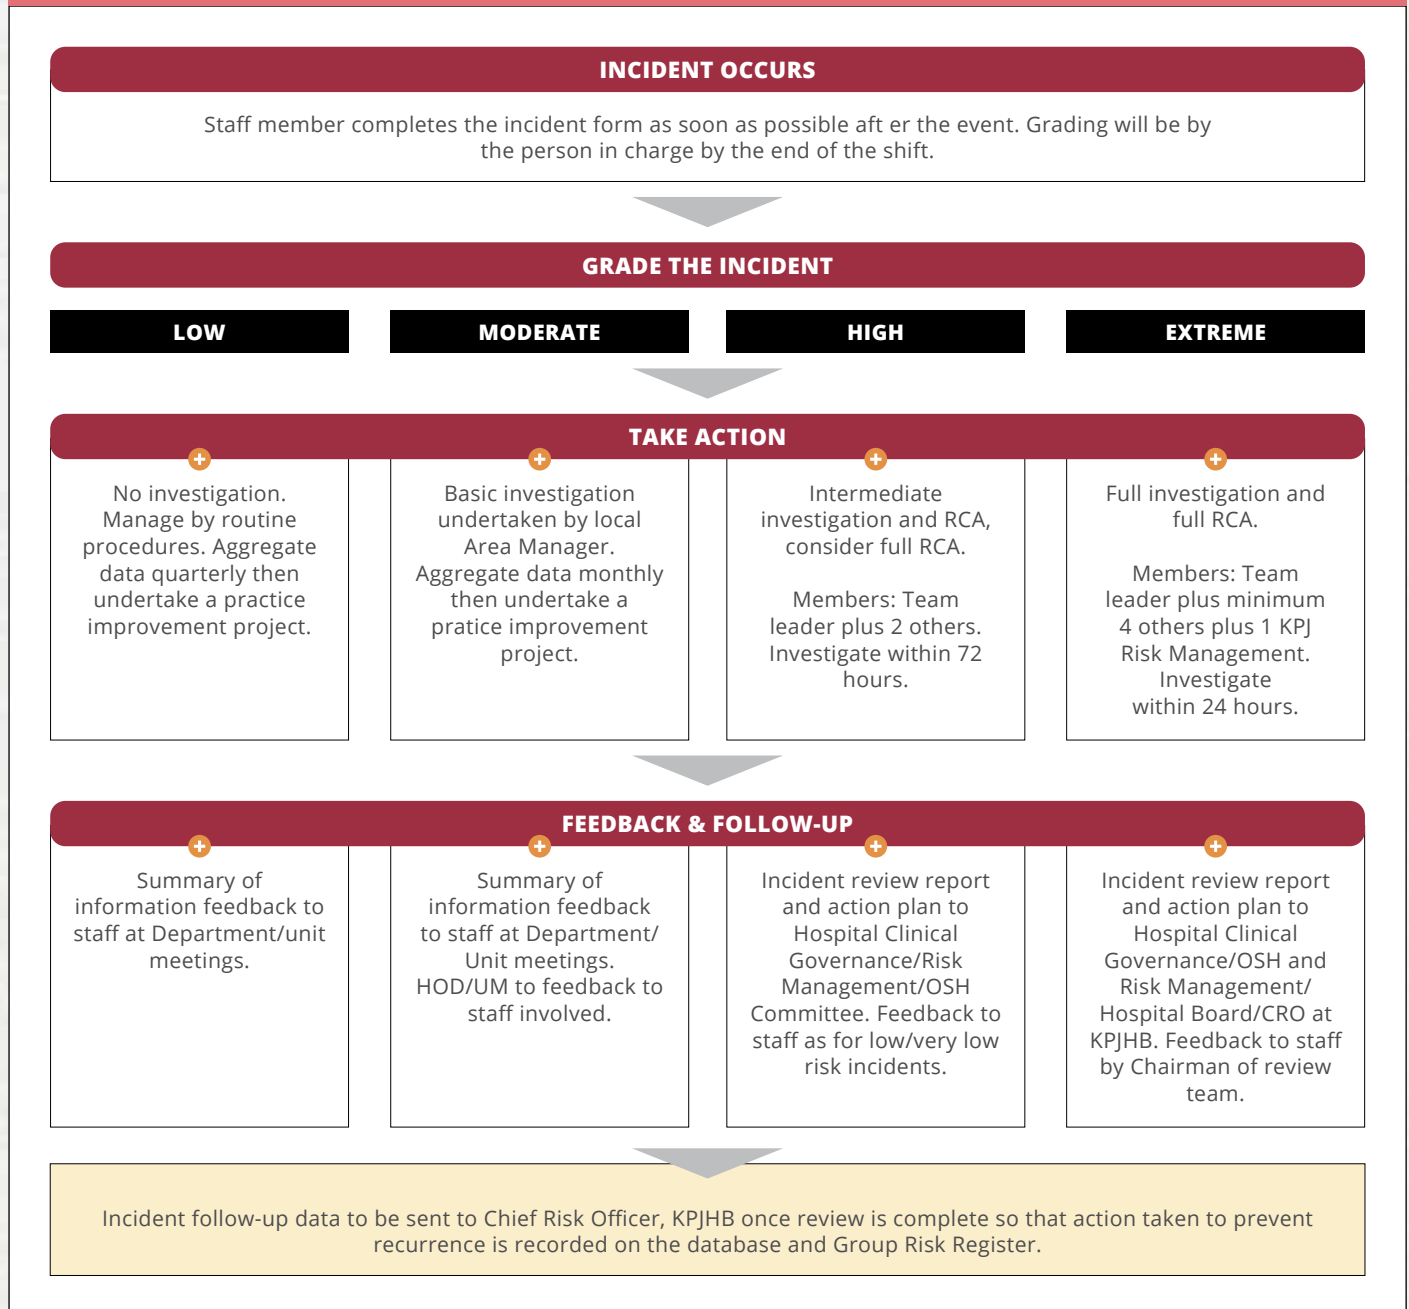 INCIDENT OCCURS
Staff member completes the incident form as soon as possible aft er the event. Grading will be by
the person in charge by the end of the shift.
GRADE THE INCIDENT
LOW
MODERATE
HIGH
EXTREME
TAKE ACTION
No investigation.
Manage by routine
procedures. Aggregate
data quarterly then
undertake a practice
improvement project.
Basic investigation
undertaken by local
Area Manager.
Aggregate data monthly
then undertake a
pratice improvement
project.
Intermediate
investigation and RCA,
consider full RCA.
Members: Team
leader plus 2 others.
Investigate within 72
hours.
Full investigation and
full RCA.
Members: Team
leader plus minimum
4 others plus 1 KPJ
Risk Management.
Investigate
within 24 hours.
FEEDBACK & FOLLOW-UP
Summary of
information feedback to
staff at Department/unit
meetings.
Summary of
information feedback
to staff at Department/
Unit meetings.
HOD/UM to feedback to
staff involved.
Incident review report
and action plan to
Hospital Clinical
Governance/Risk
Management/OSH
Committee. Feedback to
staff as for low/very low
risk incidents.
Incident review report
and action plan to
Hospital Clinical
Governance/OSH and
Risk Management/
Hospital Board/CRO at
KPJHB. Feedback to staff
by Chairman of review
team.
Incident follow-up data to be sent to Chief Risk Officer, KPJHB once review is complete so that action taken to prevent
recurrence is recorded on the database and Group Risk Register.